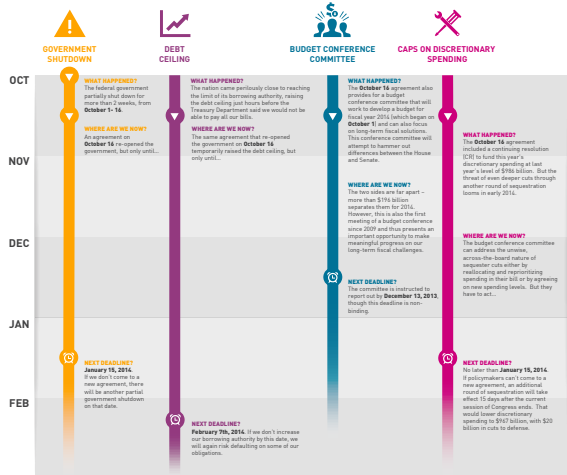 GOVERNMENT
SHUTDOWN
DEBT
CEILING
BUDGET CONFERENCE
COMMITTEE
CAPS ON DISCRETIONARY
SPENDING
OCT
NOV
DEC
JAN
FEB
WHAT HAPPENED?
The federal government
partially shut down for
more than 2 weeks, from
October 1- 16.
WHERE ARE WE NOW?
An agreement on
October 16 re-opened the
government, but only until...
NEXT DEADLINE?
January 15, 2014.
If we don't come to a
new agreement, there
will be another partial
government shutdown
on that date.
WHAT HAPPENED?
The nation came perilously close to reaching
the limit of its borrowing authority, raising
the debt ceiling just hours before the
Treasury Department said we would not be
able to pay all our bills.
WHERE ARE WE NOW?
The same agreement that re-opened
the government on October 16
temporarily raised the debt ceiling, but
only until...
NEXT DEADLINE?
February 7th, 2014. If we don't increase
our borrowing authority by this date, we
will again risk defaulting on some of our
obligations.
WHAT HAPPENED?
The October 16 agreement also
provides for a budget
conference committee that will
work to develop a budget for
fiscal year 2014 (which began on
October 1) and can also focus
on long-term fiscal solutions.
This conference committee will
attempt to hammer out
differences between the House
and Senate.
WHERE ARE WE NOW?
The two sides are far apart –
more than $196 billion
separates them for 2014.
However, this is also the first
meeting of a budget conference
since 2009 and thus presents an
important opportunity to make
meaningful progress on our
long-term fiscal challenges.
NEXT DEADLINE?
The committee is instructed to
report out by December 13, 2013,
though this deadline is non-
binding.
WHAT HAPPENED?
The October 16 agreement
included a continuing resolution
(CR) to fund this year's
discretionary spending at last
year's level of $986 billion. But the
threat of even deeper cuts through
another round of sequestration
looms in early 2014.
WHERE ARE WE NOW?
The budget conference committee
can address the unwise,
across-the-board nature of
sequester cuts either by
reallocating and reprioritizing
spending in their bill or by agreeing
on new spending levels. But they
have to act...
NEXT DEADLINE?
No later than January 15, 2014.
If policymakers can't come to a
new agreement, an additional
round of sequestration will take
effect 15 days after the current
session of Congress ends. That
would lower discretionary
spending to $967 billion, with $20
billion in cuts to defense.